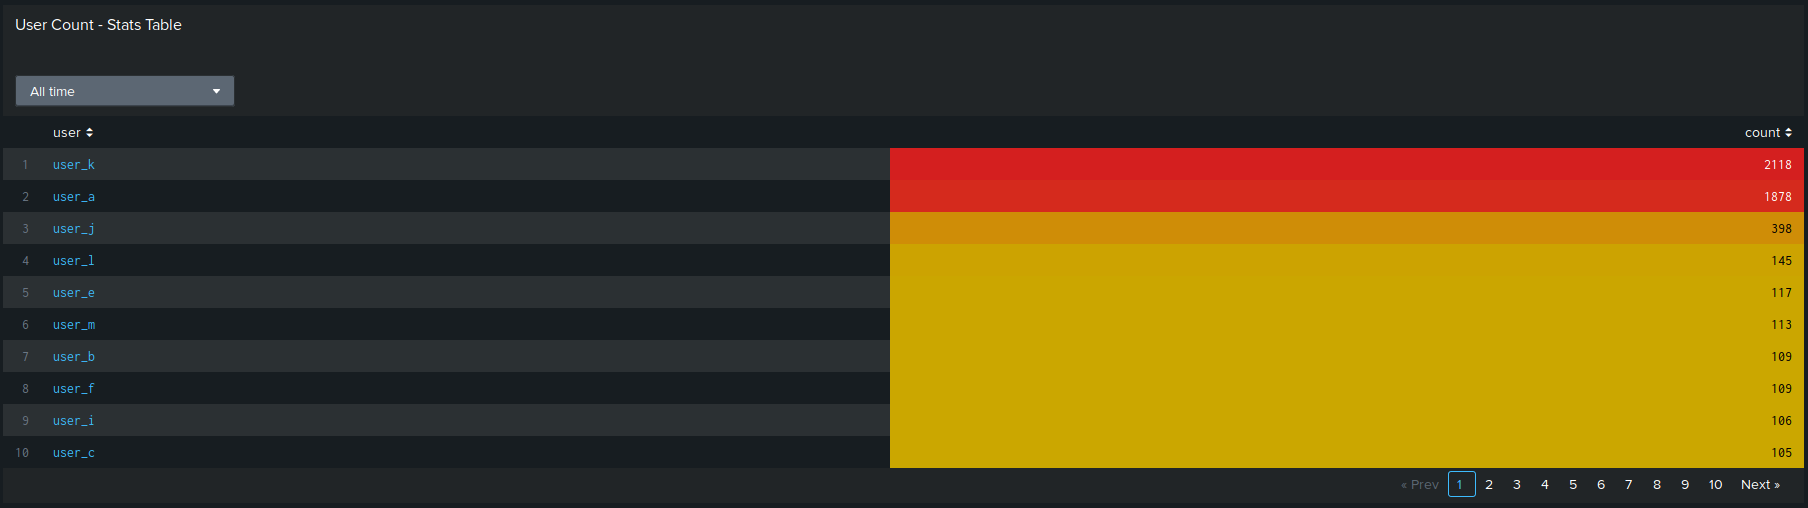 User Count - Stats Table
All time
user count
1 user_k 2118
2 user_a 1878
3 user_j 398
4 user_l 145
5 user_e 117
6 user_m 113
7 user_b 109
8 user_f 109
9 user_i 106
10 user_c 105
« Prev 1 2 3 4 5 6 7 8 9 10 Next »